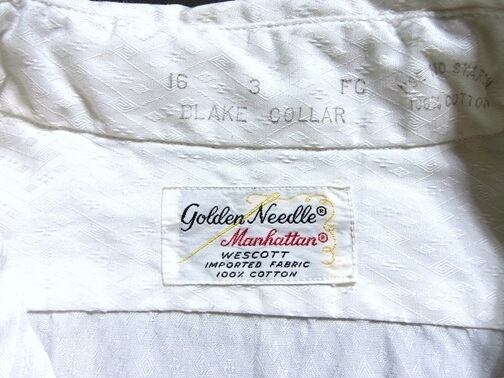 16 3 FC
BLAKE COLLAR
100% COTTON
Golden Needle®
Manhattan®
WESCOTT
IMPORTED FABRIC
100% COTTON